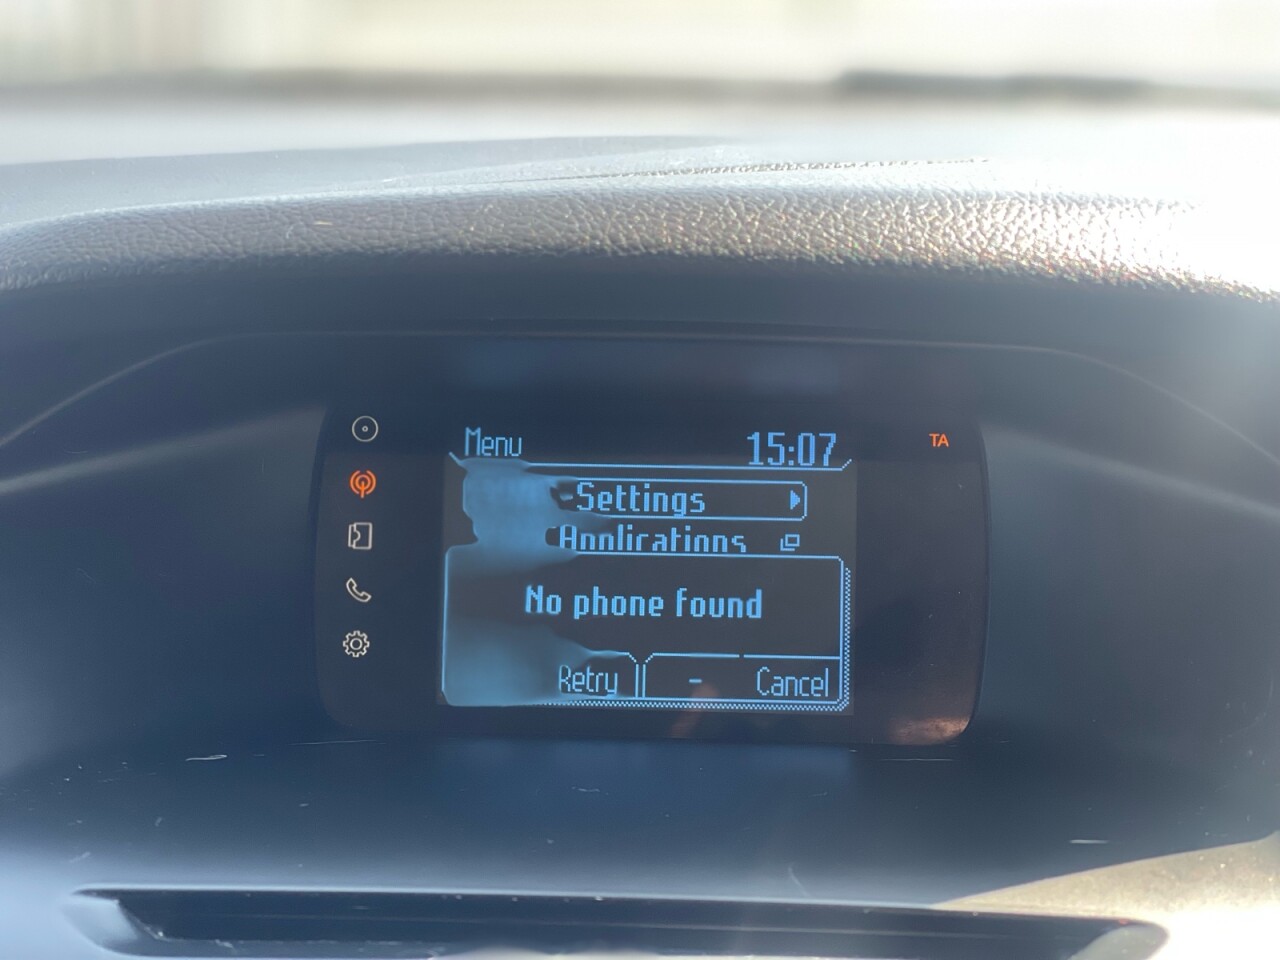 Menu 15:07 TA
Settings
Applications
No phone found
Retry - Cancel